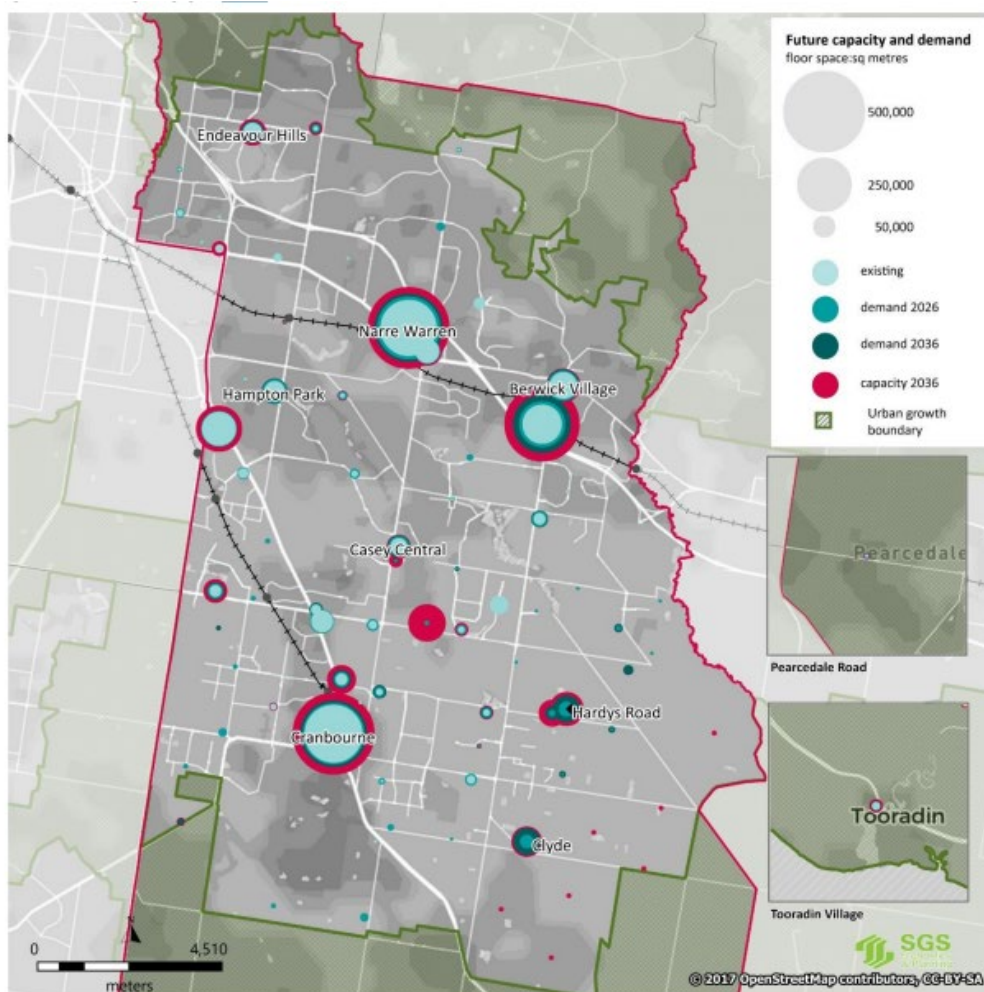 Future capacity and demand
floor space:sq metres
500,000
250,000
50,000
existing
demand 2026
demand 2036
capacity 2036
Urban growth
boundary
Endeavour Hills
Narre Warren
Hampton Park
Berwick Village
Casey Central
Hardys Road
Cranbourne
Clyde
Pearcedale
Pearcedale Road
Tooradin
Tooradin Village
N
0
4,510
meters
SGS
© 2017 OpenStreetMap contributors, CC-BY-SA